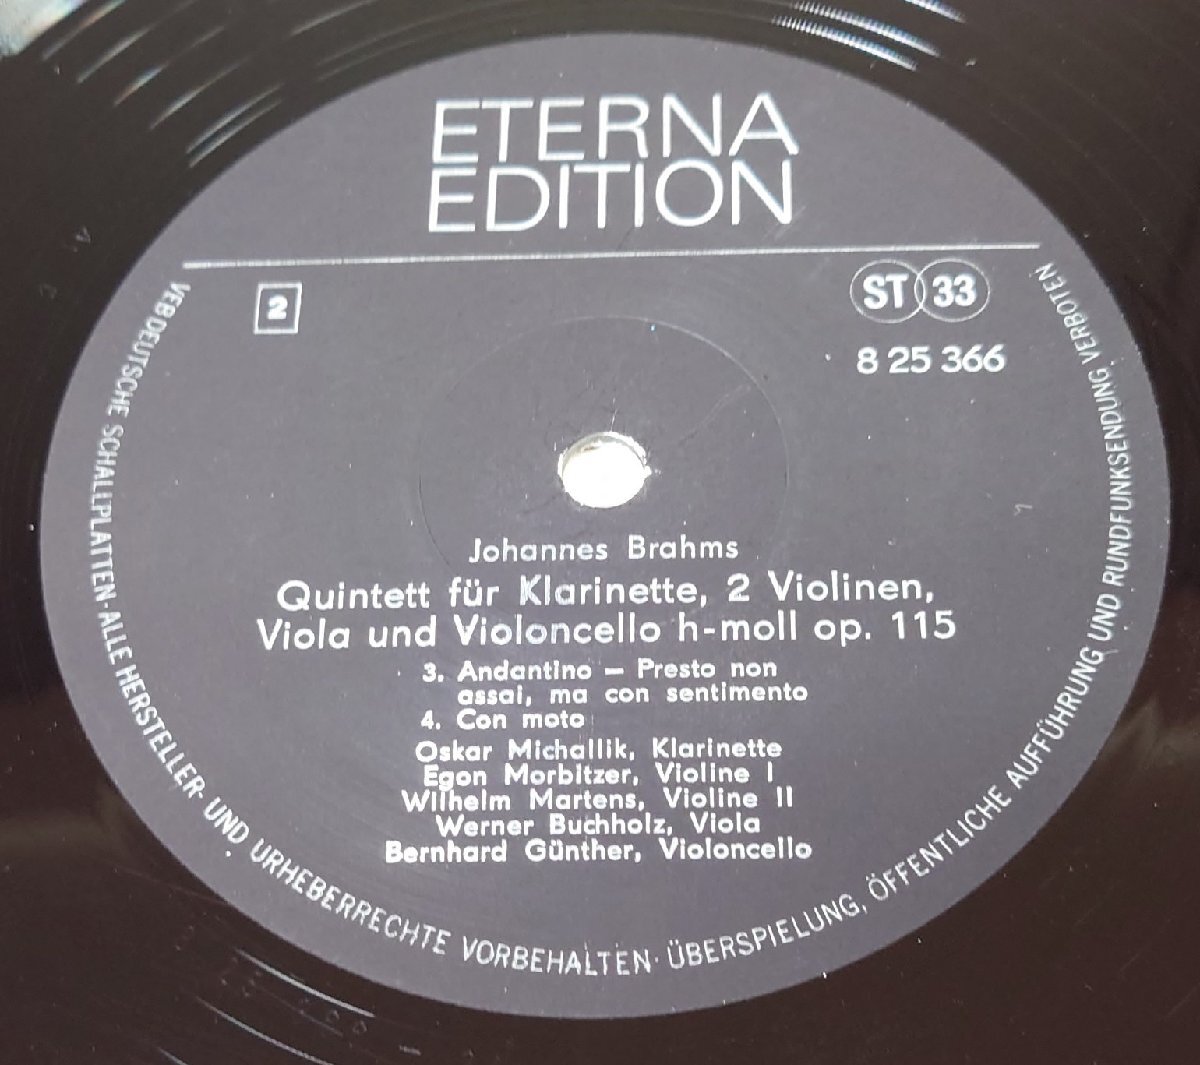 ETERNA
EDITION
2
ST 33
8 25 366
Johannes Brahms
Quintett für Klarinette, 2 Violinen,
Viola und Violoncello h-moll op. 115
3. Andantino – Presto non
assai, ma con sentimento
4. Con moto
Oskar Michallik, Klarinette
Egon Morbitzer, Violine I
Wilhelm Martens, Violine II
Werner Buchholz, Viola
Bernhard Günther, Violoncello
VEB DEUTSCHE SCHALLPLATTEN · ALLE HERSTELLER- UND URHEBERRECHTE VORBEHALTEN · ÜBERSPIELUNG, ÖFFENTLICHE AUFFÜHRUNG UND RUNDFUNKSENDUNG VERBOTEN